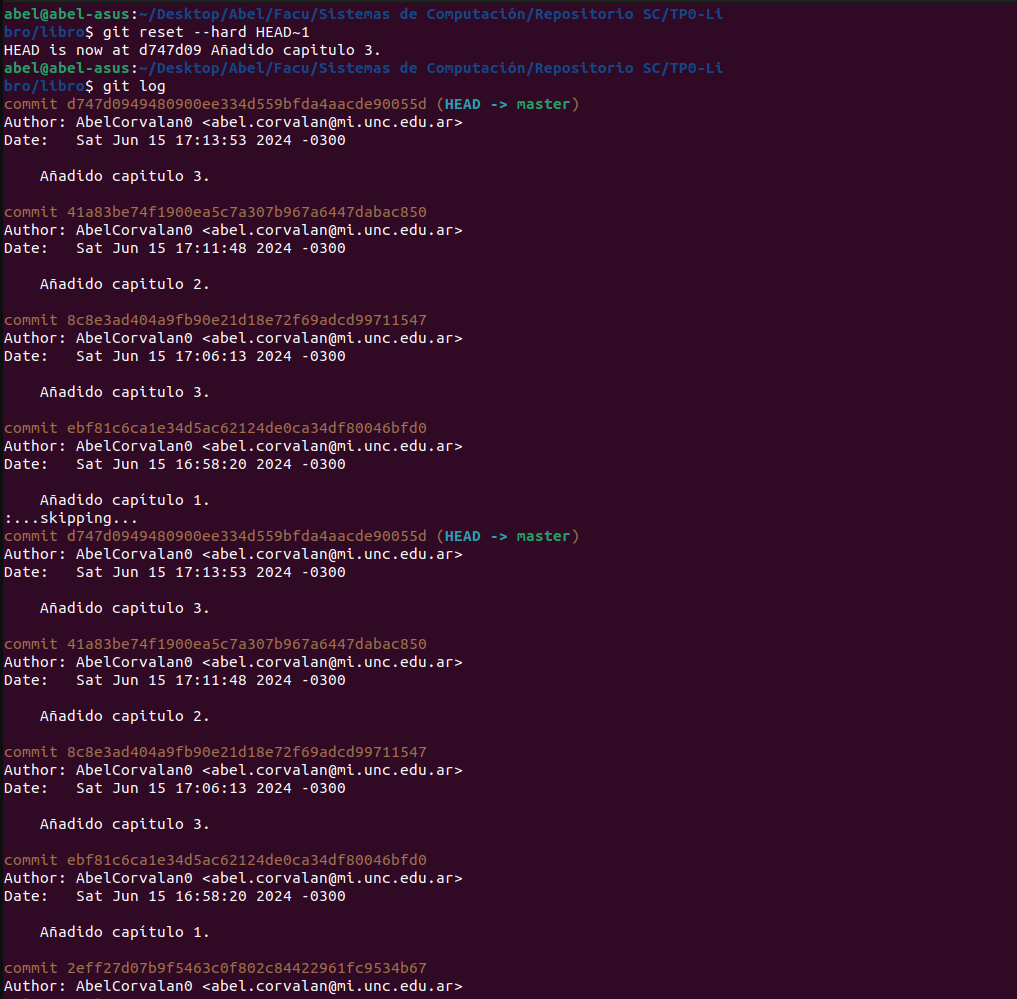 abel@abel-asus:~/Desktop/Abel/Facu/Sistemas de Computación/Repositorio SC/TP0-Li
bro/libro$ git reset --hard HEAD~1
HEAD is now at d747d09 Añadido capitulo 3.
abel@abel-asus:~/Desktop/Abel/Facu/Sistemas de Computación/Repositorio SC/TP0-Li
bro/libro$ git log
commit d747d0949480900ee334d559bfda4aacde90055d (HEAD -> master)
Author: AbelCorvalan0 <abel.corvalan@mi.unc.edu.ar>
Date:   Sat Jun 15 17:13:53 2024 -0300

    Añadido capitulo 3.

commit 41a83be74f1900ea5c7a307b967a6447dabac850
Author: AbelCorvalan0 <abel.corvalan@mi.unc.edu.ar>
Date:   Sat Jun 15 17:11:48 2024 -0300

    Añadido capitulo 2.

commit 8c8e3ad404a9fb90e21d18e72f69adcd99711547
Author: AbelCorvalan0 <abel.corvalan@mi.unc.edu.ar>
Date:   Sat Jun 15 17:06:13 2024 -0300

    Añadido capitulo 3.

commit ebf81c6ca1e34d5ac62124de0ca34df80046bfd0
Author: AbelCorvalan0 <abel.corvalan@mi.unc.edu.ar>
Date:   Sat Jun 15 16:58:20 2024 -0300

    Añadido capítulo 1.
:...skipping...
commit d747d0949480900ee334d559bfda4aacde90055d (HEAD -> master)
Author: AbelCorvalan0 <abel.corvalan@mi.unc.edu.ar>
Date:   Sat Jun 15 17:13:53 2024 -0300

    Añadido capitulo 3.

commit 41a83be74f1900ea5c7a307b967a6447dabac850
Author: AbelCorvalan0 <abel.corvalan@mi.unc.edu.ar>
Date:   Sat Jun 15 17:11:48 2024 -0300

    Añadido capitulo 2.

commit 8c8e3ad404a9fb90e21d18e72f69adcd99711547
Author: AbelCorvalan0 <abel.corvalan@mi.unc.edu.ar>
Date:   Sat Jun 15 17:06:13 2024 -0300

    Añadido capitulo 3.

commit ebf81c6ca1e34d5ac62124de0ca34df80046bfd0
Author: AbelCorvalan0 <abel.corvalan@mi.unc.edu.ar>
Date:   Sat Jun 15 16:58:20 2024 -0300

    Añadido capítulo 1.

commit 2eff27d07b9f5463c0f802c84422961fc9534b67
Author: AbelCorvalan0 <abel.corvalan@mi.unc.edu.ar>